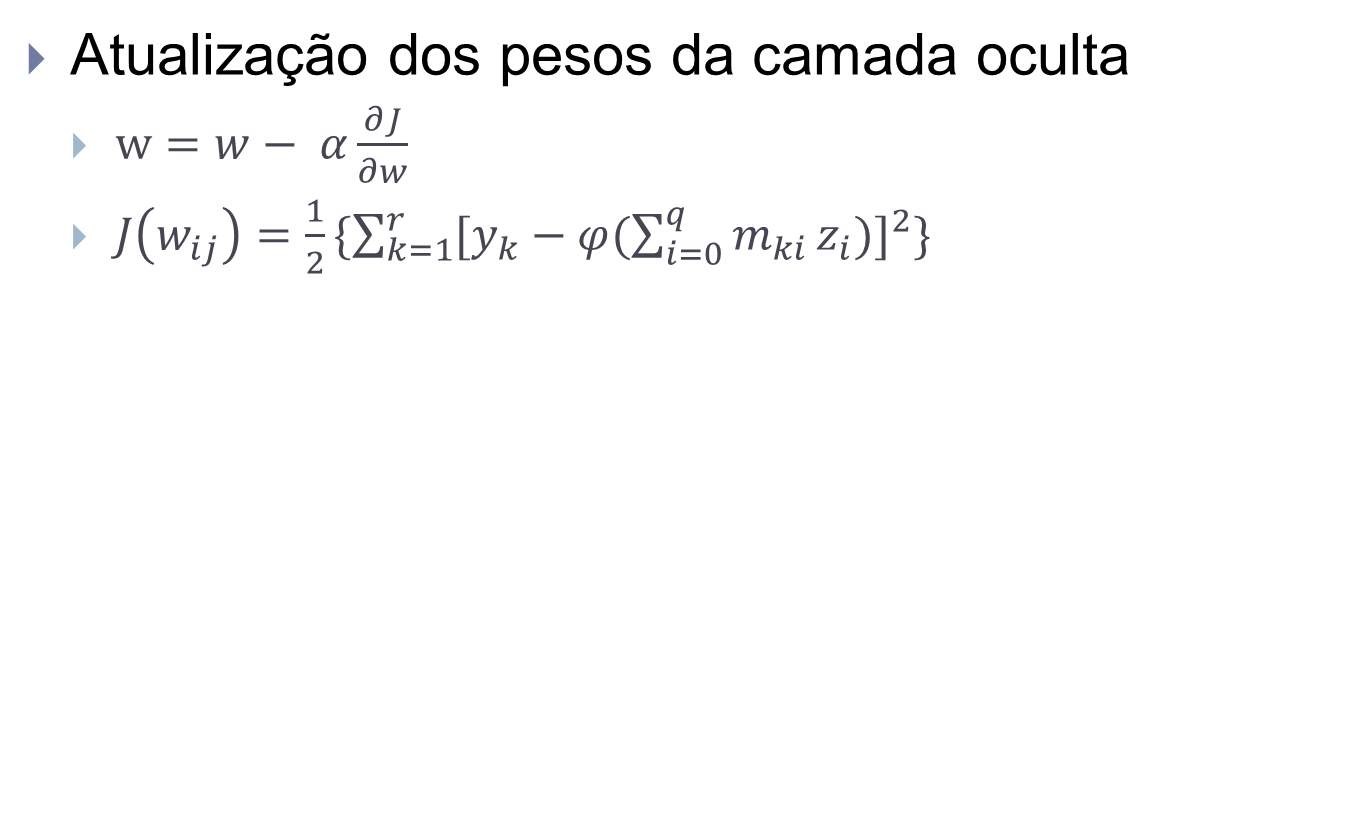 Atualização dos pesos da camada oculta
w = w − α ∂J/∂w
J(w_ij) = 1/2 {∑_{k=1}^{r} [y_k − φ(∑_{i=0}^{q} m_ki z_i)]^2}